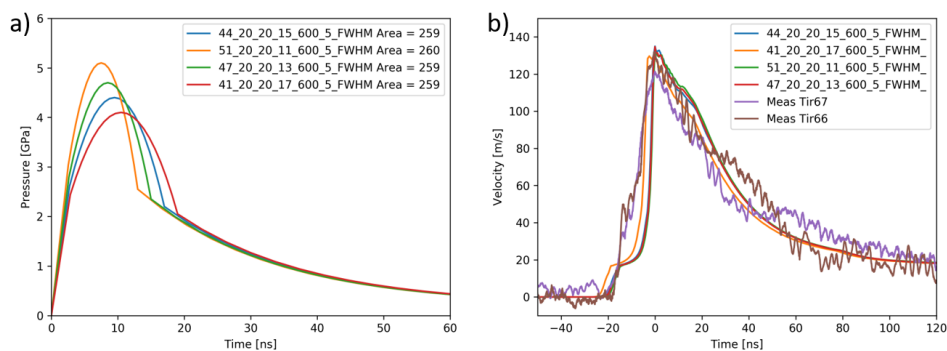 a)
44_20_20_15_600_5_FWHM Area = 259
51_20_20_11_600_5_FWHM Area = 260
47_20_20_13_600_5_FWHM Area = 259
41_20_20_17_600_5_FWHM Area = 259
Pressure [GPa]
6
5
4
3
2
1
0
0 10 20 30 40 50 60
Time [ns]
b)
44_20_20_15_600_5_FWHM_
41_20_20_17_600_5_FWHM_
51_20_20_11_600_5_FWHM_
47_20_20_13_600_5_FWHM_
Meas Tir67
Meas Tir66
Velocity [m/s]
140
120
100
80
60
40
20
0
−40 −20 0 20 40 60 80 100 120
Time [ns]